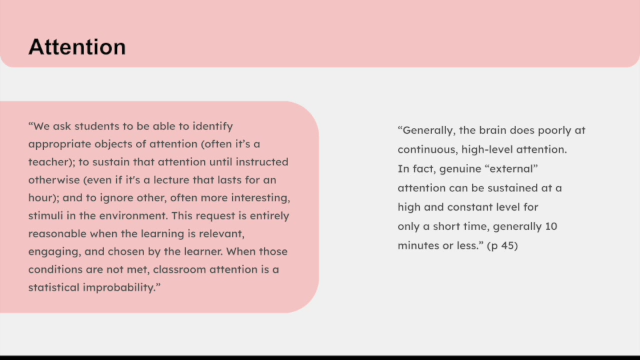 Attention
“We ask students to be able to identify
appropriate objects of attention (often it’s a
teacher); to sustain that attention until instructed
otherwise (even if it's a lecture that lasts for an
hour); and to ignore other, often more interesting,
stimuli in the environment. This request is entirely
reasonable when the learning is relevant,
engaging, and chosen by the learner. When those
conditions are not met, classroom attention is a
statistical improbability.”
“Generally, the brain does poorly at
continuous, high-level attention.
In fact, genuine “external”
attention can be sustained at a
high and constant level for
only a short time, generally 10
minutes or less.” (p 45)